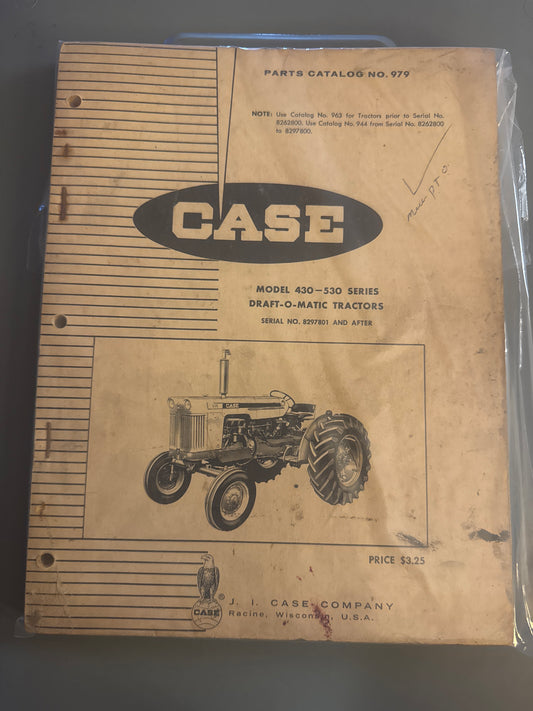 PARTS CATALOG NO. 979
NOTE: Use Catalog No. 963 for Tractors prior to Serial No.
8262800. Use Catalog No. 944 from Serial No. 8262800
to 8297800.
P. T. O.
CASE
MODEL 430—530 SERIES
DRAFT-O-MATIC TRACTORS
SERIAL NO. 8297801 AND AFTER
CASE
PRICE $3.25
CASE
®
J. I. CASE COMPANY
Racine, Wisconsin, U.S.A.